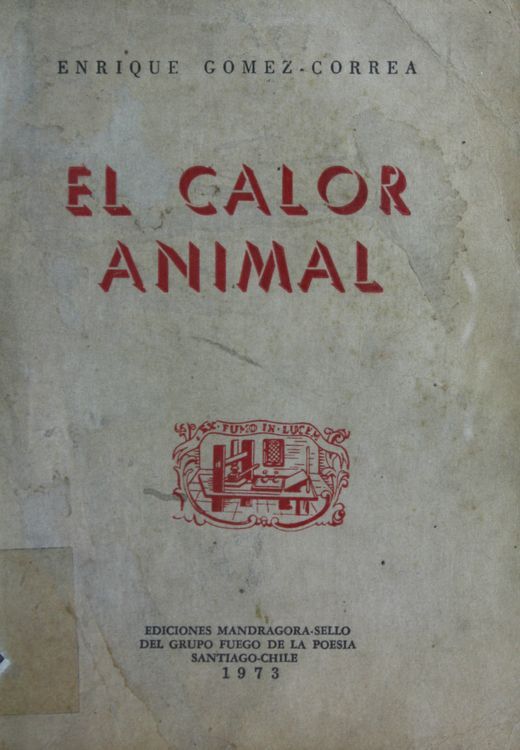 ENRIQUE GOMEZ-CORREA
EL CALOR
ANIMAL
EX · FUMO IN · LUCEM
EDICIONES MANDRAGORA-SELLO
DEL GRUPO FUEGO DE LA POESIA
SANTIAGO-CHILE
1973